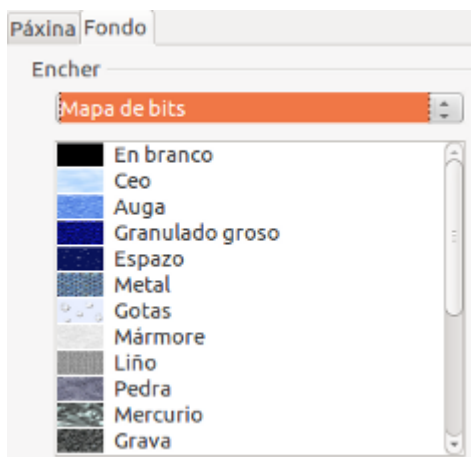 Páxina Fondo
Encher
Mapa de bits
En branco
Ceo
Auga
Granulado groso
Espazo
Metal
Gotas
Mármore
Liño
Pedra
Mercurio
Grava